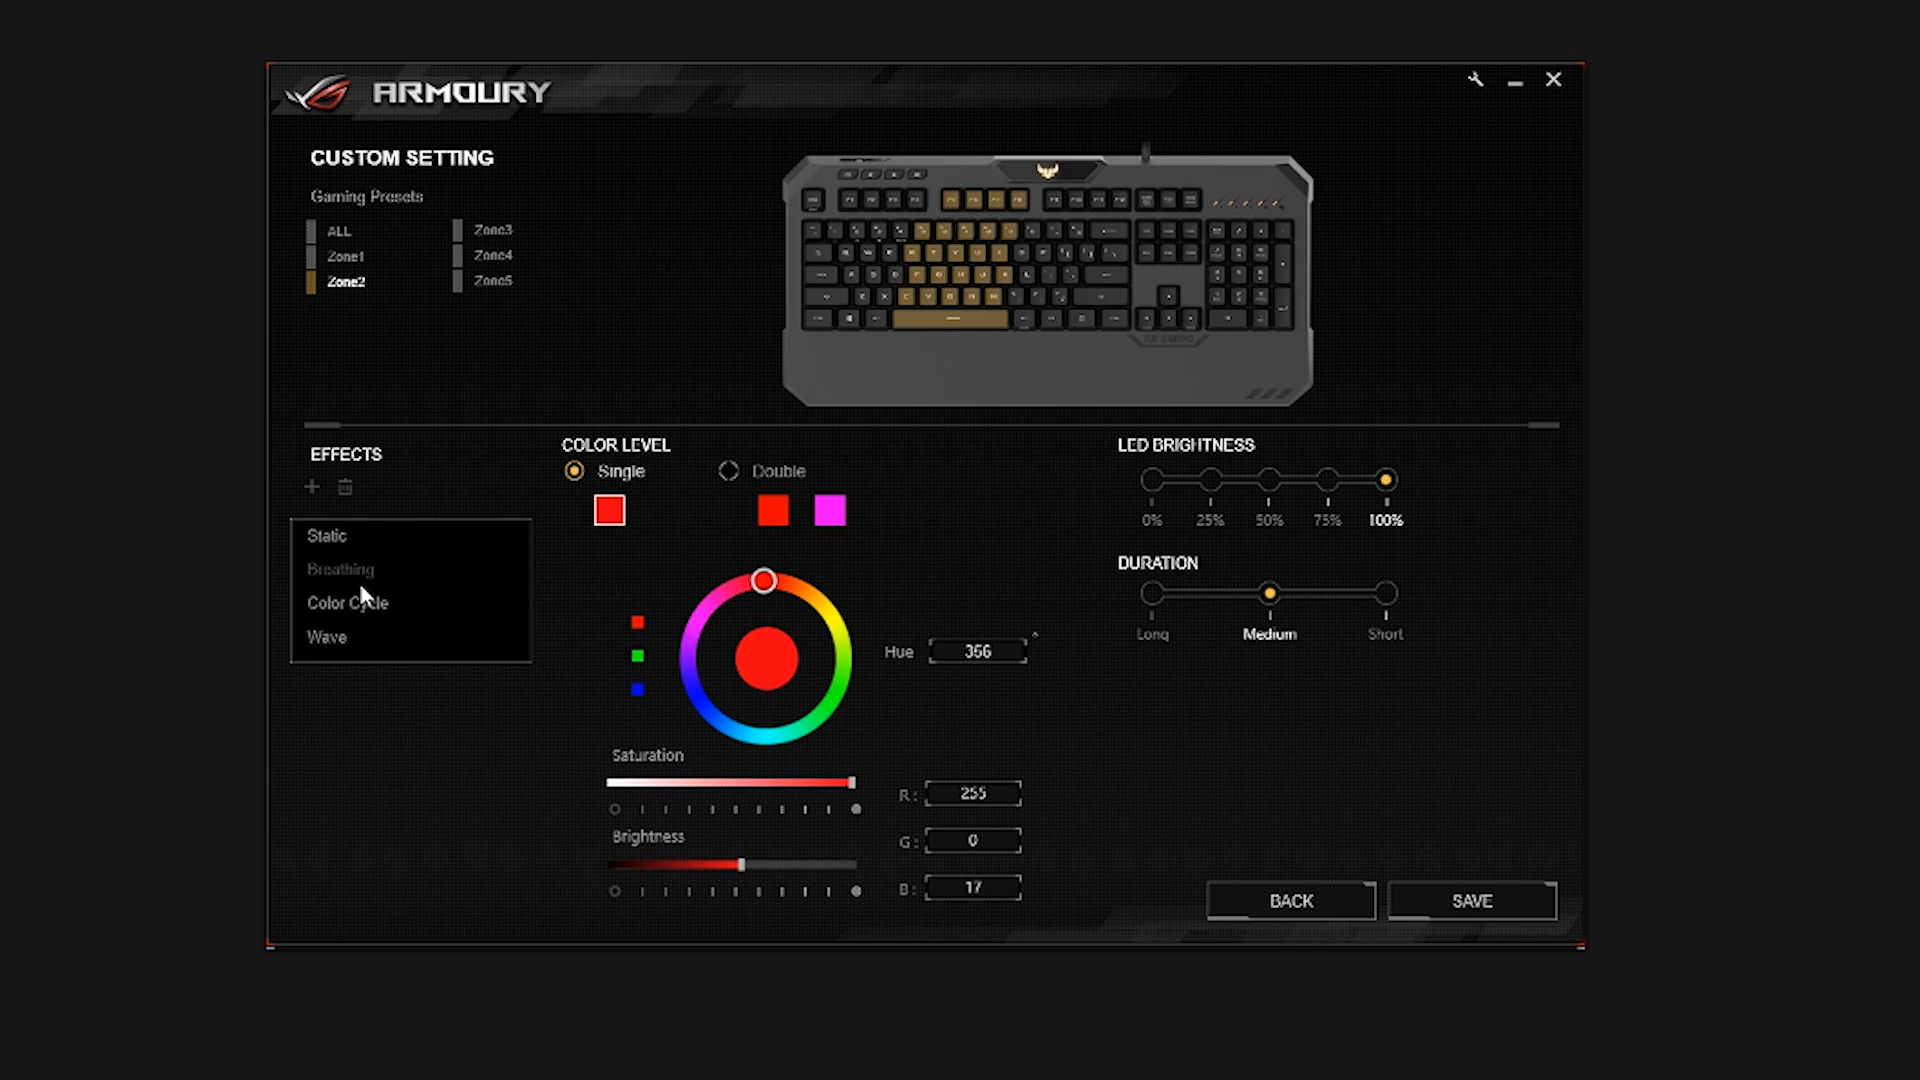 ARMOURY
CUSTOM SETTING
Gaming Presets
ALL
Zone1
Zone2
Zone3
Zone4
Zone5
EFFECTS
Static
Breathing
Color Cycle
Wave
COLOR LEVEL
Single
Double
Hue 356 °
Saturation
Brightness
R: 255
G: 0
B: 17
LED BRIGHTNESS
0% 25% 50% 75% 100%
DURATION
Long Medium Short
BACK SAVE